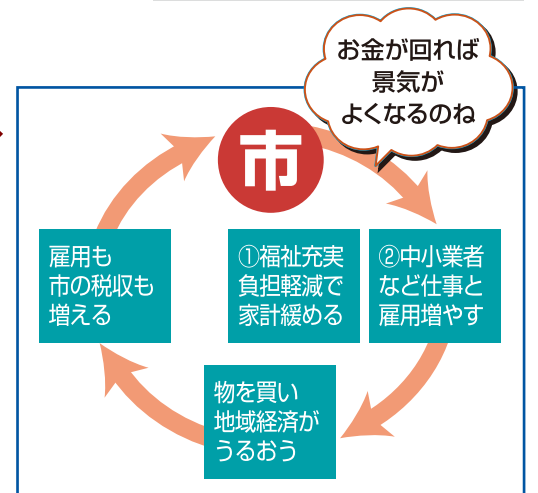 お金が回れば
景気が
よくなるのね
市
①福祉充実
負担軽減で
家計緩める
②中小業者
など仕事と
雇用増やす
物を買い
地域経済が
うるおう
雇用も
市の税収も
増える